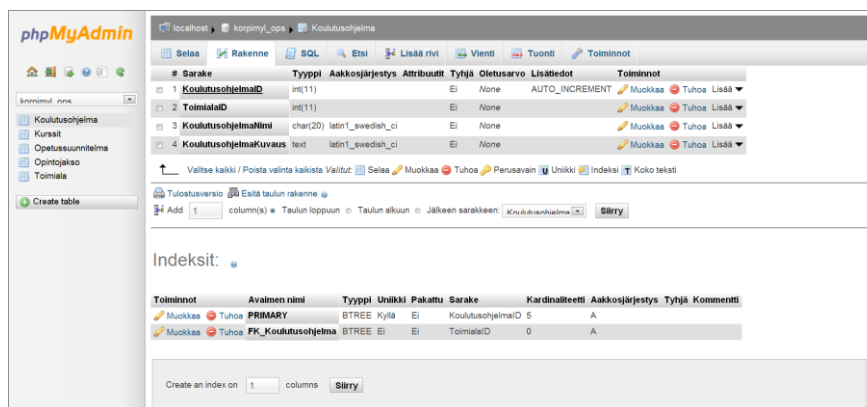 phpMyAdmin
korpimyl_ops
Koulutusohjelma
Kurssit
Opetussuunnitelma
Opintojakso
Toimiala
Create table
localhost ▸ korpimyl_ops ▸ Koulutusohjelma
Selaa Rakenne SQL Etsi Lisää rivi Vienti Tuonti Toiminnot
# Sarake Tyyppi Aakkosjärjestys Attribuutit Tyhjä Oletusarvo Lisätiedot Toiminnot
1 KoulutusohjelmaID int(11) Ei None AUTO_INCREMENT Muokkaa Tuhoa Lisää
2 ToimialaID int(11) Ei None Muokkaa Tuhoa Lisää
3 KoulutusohjelmaNimi char(20) latin1_swedish_ci Ei None Muokkaa Tuhoa Lisää
4 KoulutusohjelmaKuvaus text latin1_swedish_ci Ei None Muokkaa Tuhoa Lisää
Valitse kaikki / Poista valinta kaikista Valitut: Selaa Muokkaa Tuhoa Perusavain U Uniikki Indeksi T Koko teksti
Tulostusversio Esitä taulun rakenne
Add 1 column(s) Taulun loppuun Taulun alkuun Jälkeen sarakkeen: Koulutusohjelma Siirry
Indeksit:
Toiminnot Avaimen nimi Tyyppi Uniikki Pakattu Sarake Kardinaliteetti Aakkosjärjestys Tyhjä Kommentti
Muokkaa Tuhoa PRIMARY BTREE Kyllä Ei KoulutusohjelmaID 5 A
Muokkaa Tuhoa FK_Koulutusohjelma BTREE Ei Ei ToimialaID 0 A
Create an index on 1 columns Siirry